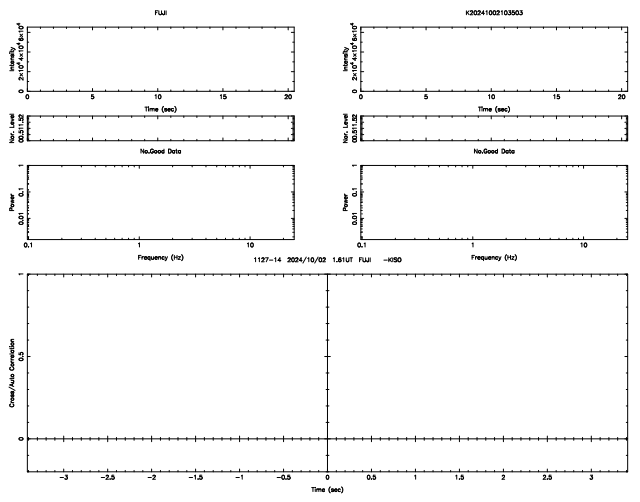 FUJI
K20241002103503
Intensity
0 2×10⁴ 4×10⁴ 6×10⁴
0 5 10 15 20
Time (sec)
Intensity
0 2×10⁴ 4×10⁴ 6×10⁴
0 5 10 15 20
Time (sec)
Nor. Level
00.511.52
Nor. Level
00.511.52
No.Good Data
No.Good Data
Power
1
0.1
0.01
0.1 1 10
Frequency (Hz)
Power
1
0.1
0.01
0.1 1 10
Frequency (Hz)
1127-14 2024/10/02 1.61UT FUJI -KISO
Cross/Auto Correlation
1
0.5
0
-3 -2.5 -2 -1.5 -1 -0.5 0 0.5 1 1.5 2 2.5 3
Time (sec)